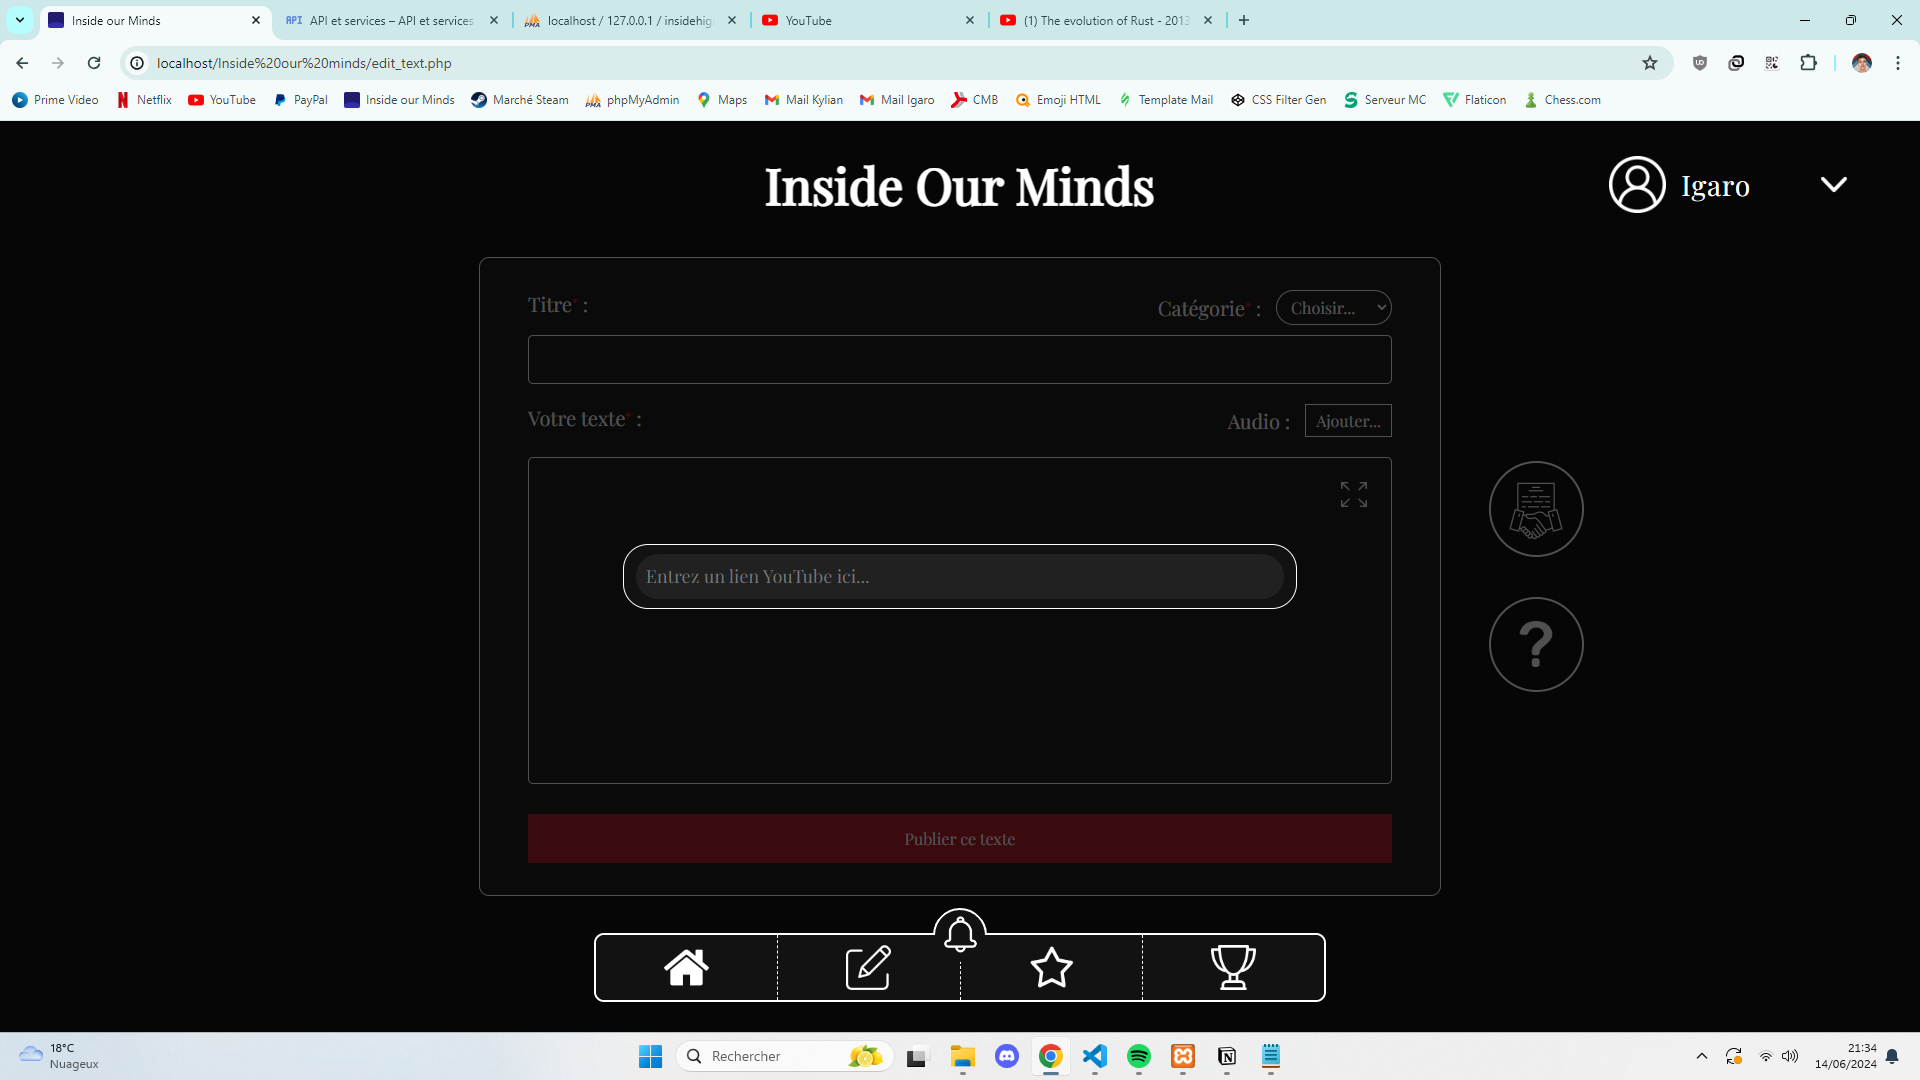 Inside our Minds
API et services – API et services
localhost / 127.0.0.1 / insidehig
YouTube
(1) The evolution of Rust - 2013
localhost/Inside%20our%20minds/edit_text.php
Prime Video
Netflix
YouTube
PayPal
Inside our Minds
Marché Steam
phpMyAdmin
Maps
Mail Kylian
Mail Igaro
CMB
Emoji HTML
Template Mail
CSS Filter Gen
Serveur MC
Flaticon
Chess.com
Inside Our Minds
Igaro
Titre* :
Catégorie* :
Choisir...
Votre texte* :
Audio :
Ajouter...
Entrez un lien YouTube ici...
?
Publier ce texte
18°C
Nuageux
Rechercher
21:34
14/06/2024